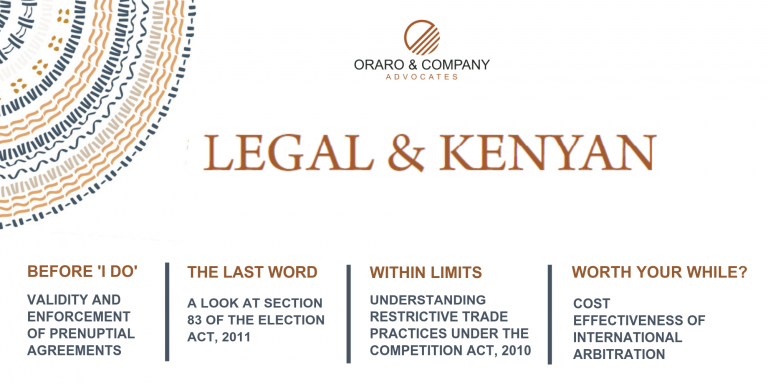 ORARO & COMPANY
ADVOCATES
LEGAL & KENYAN
BEFORE 'I DO'
VALIDITY AND
ENFORCEMENT
OF PRENUPTIAL
AGREEMENTS
THE LAST WORD
A LOOK AT SECTION
83 OF THE ELECTION
ACT, 2011
WITHIN LIMITS
UNDERSTANDING
RESTRICTIVE TRADE
PRACTICES UNDER THE
COMPETITION ACT, 2010
WORTH YOUR WHILE?
COST
EFFECTIVENESS OF
INTERNATIONAL
ARBITRATION